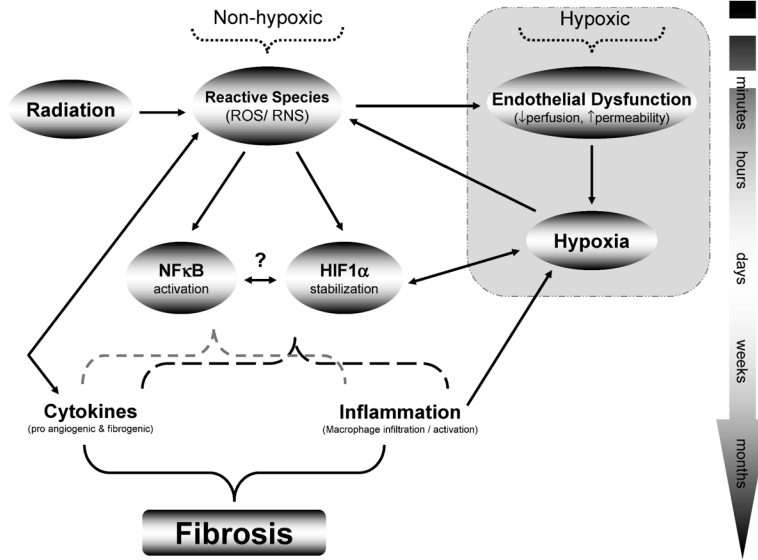 Non-hypoxic
Hypoxic
Radiation
Reactive Species
(ROS/ RNS)
Endothelial Dysfunction
(↓perfusion, ↑permeability)
Hypoxia
NFκB
activation
?
HIF1α
stabilization
Cytokines
(pro angiogenic & fibrogenic)
Inflammation
(Macrophage infiltration / activation)
Fibrosis
minutes
hours
days
weeks
months